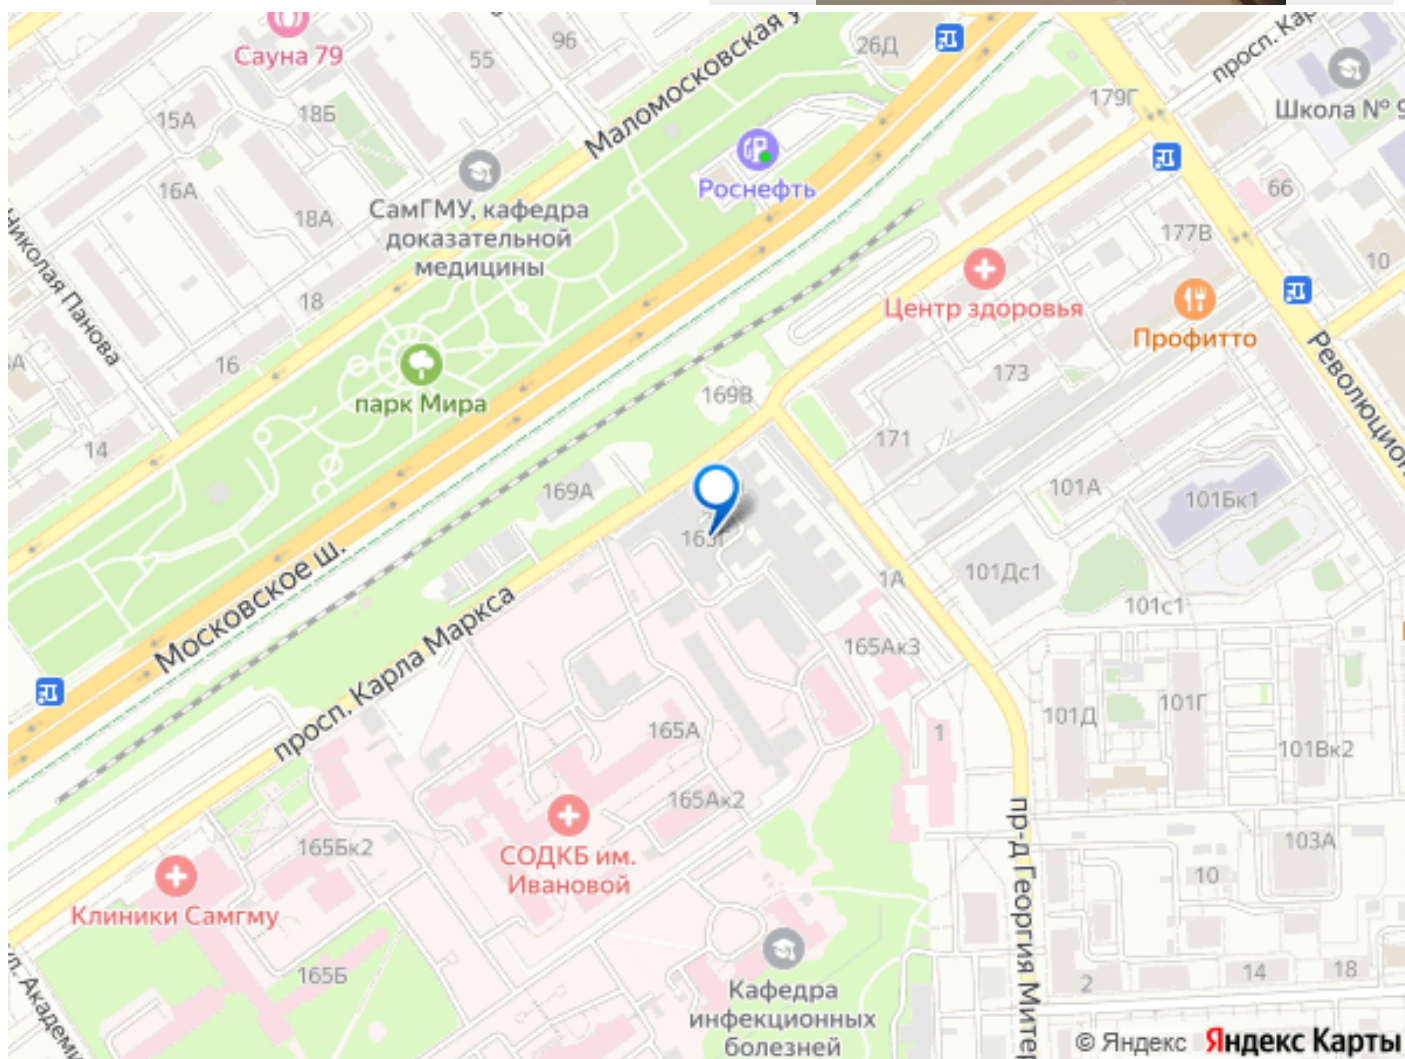 Сауна 79
96
55
Маломосковская у
26Д
просп. Кар
Школа № 9
179Г
15А
18Б
Роснефть
66
16А
18А
СамГМУ, кафедра
доказательной
медицины
177В
10
Николая Панова
18
Центр здоровья
Профитто
16
парк Мира
173
169В
Революцион
14
171
169А
101А
101Бк1
Московское ш.
1А
101Дс1
101с1
просп. Карла Маркса
165Ак3
165А
1
101Д
101Г
101Вк2
165Ак2
пр-д Георгия Митер
103А
165Бк2
СОДКБ им.
Ивановой
10
Клиники Самгму
165Б
Кафедра
инфекционных
болезней
2
14
18
л. Академи
© Яндекс Яндекс Карты